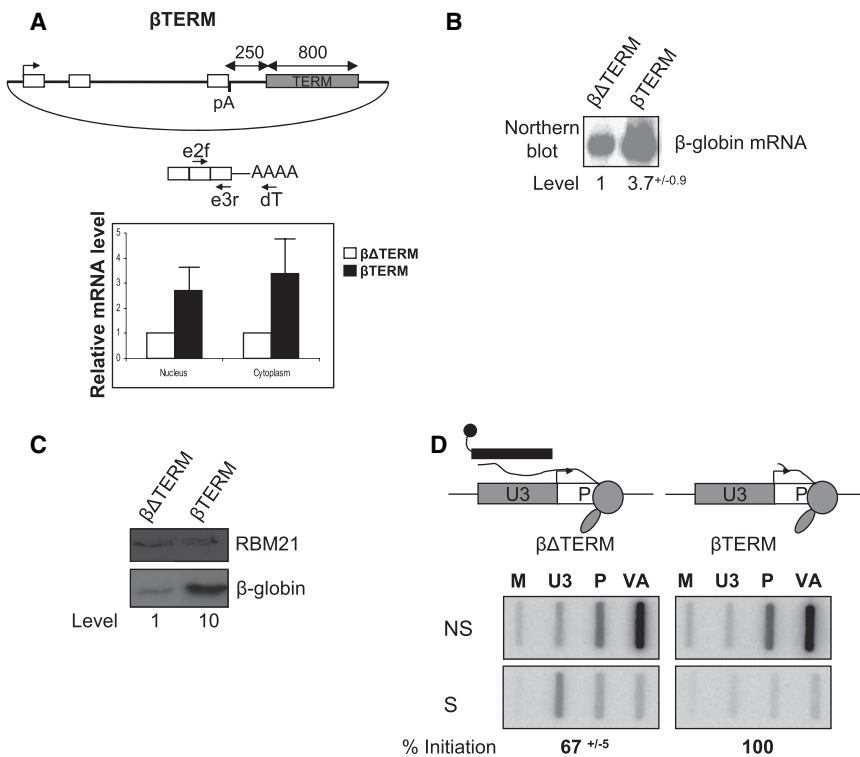 A
βTERM
250
800
TERM
pA
e2f
AAAA
e3r
dT
Relative mRNA level
5
4
3
2
1
0
Nucleus
Cytoplasm
βΔTERM
βTERM
B
βΔTERM
βTERM
Northern
blot
β-globin mRNA
Level 1 3.7+/-0.9
C
βΔTERM
βTERM
RBM21
β-globin
Level 1 10
D
U3 P
U3 P
βΔTERM
βTERM
M U3 P VA
M U3 P VA
NS
S
% Initiation 67 +/-5 100